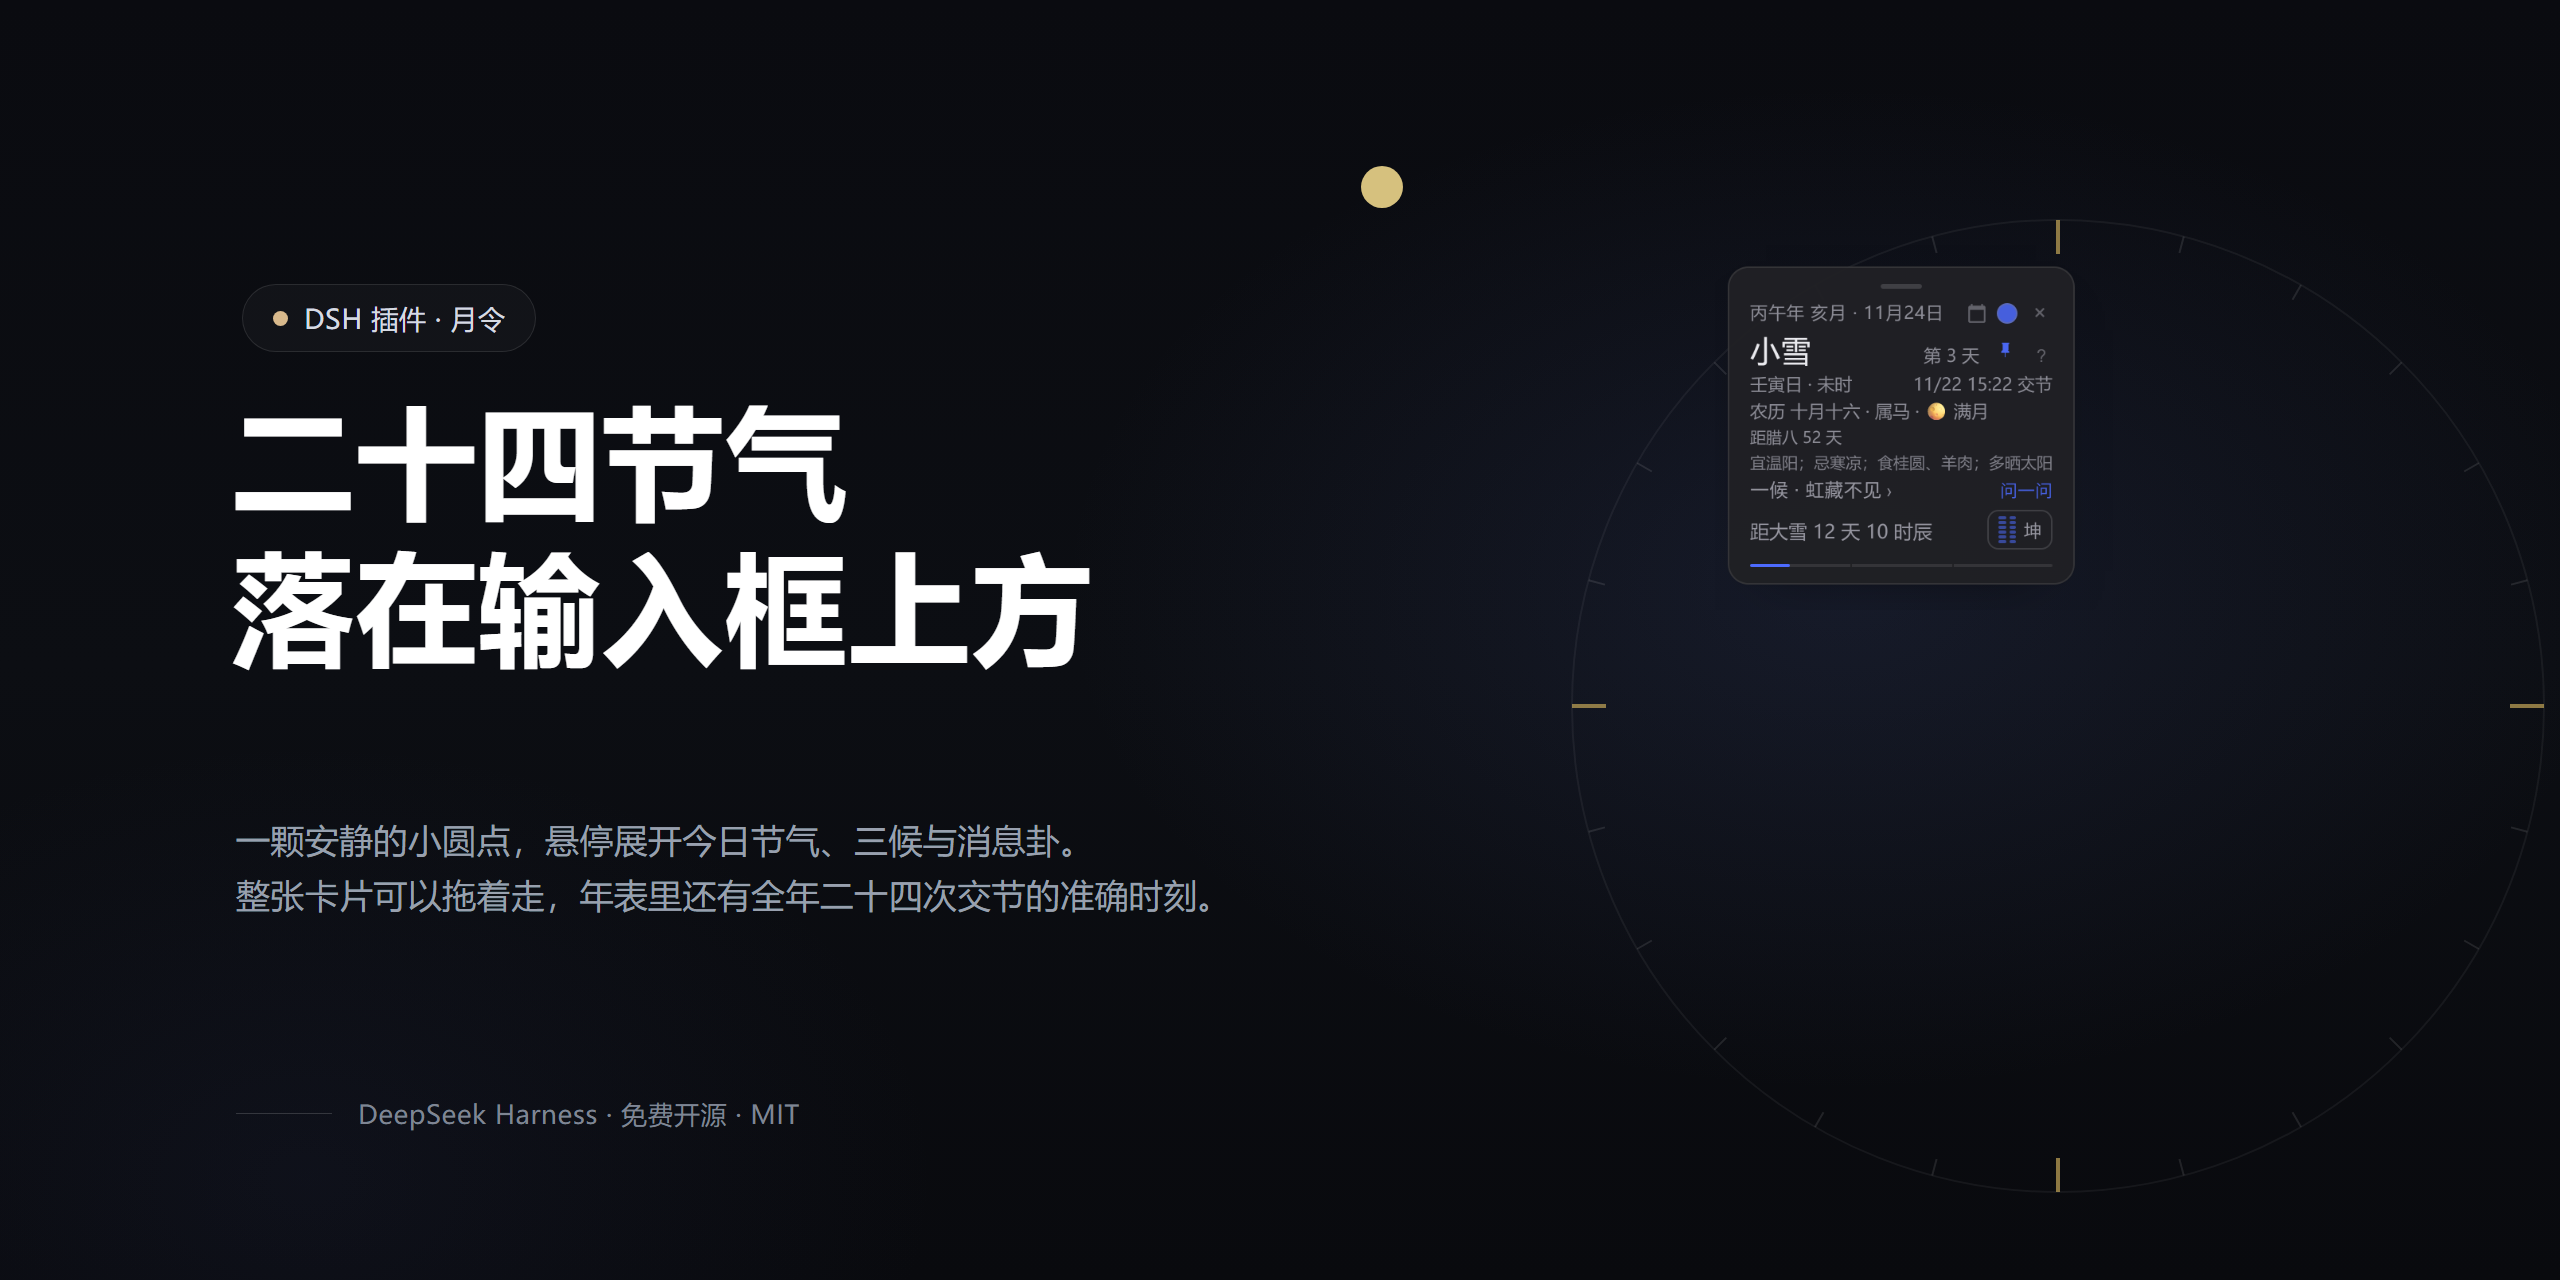 DSH 插件 · 月令
二十四节气
落在输入框上方
一颗安静的小圆点，悬停展开今日节气、三候与消息卦。
整张卡片可以拖着走，年表里还有全年二十四次交节的准确时刻。
DeepSeek Harness · 免费开源 · MIT
丙午年 亥月 · 11月24日 ×
小雪 第 3 天 ?
壬寅日 · 未时 11/22 15:22 交节
农历 十月十六 · 属马 · 🌕 满月
距腊八 52 天
宜温阳；忌寒凉；食桂圆、羊肉；多晒太阳
一候 · 虹藏不见 › 问一问
距大雪 12 天 10 时辰 坤